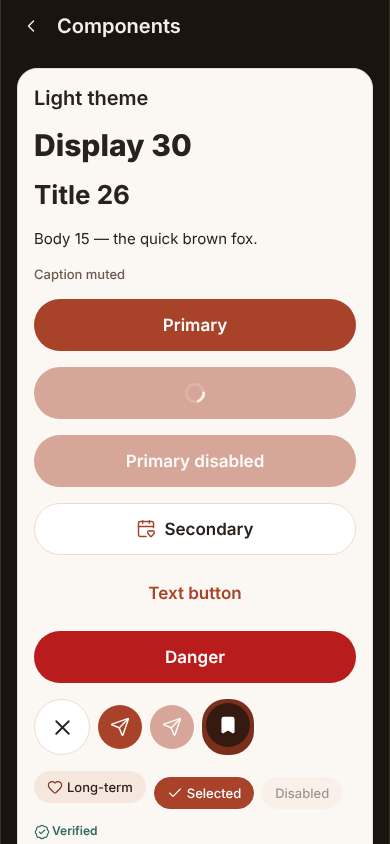 Components
Light theme
Display 30
Title 26
Body 15 — the quick brown fox.
Caption muted
Primary
Primary disabled
Secondary
Text button
Danger
Long-term
Selected
Disabled
Verified